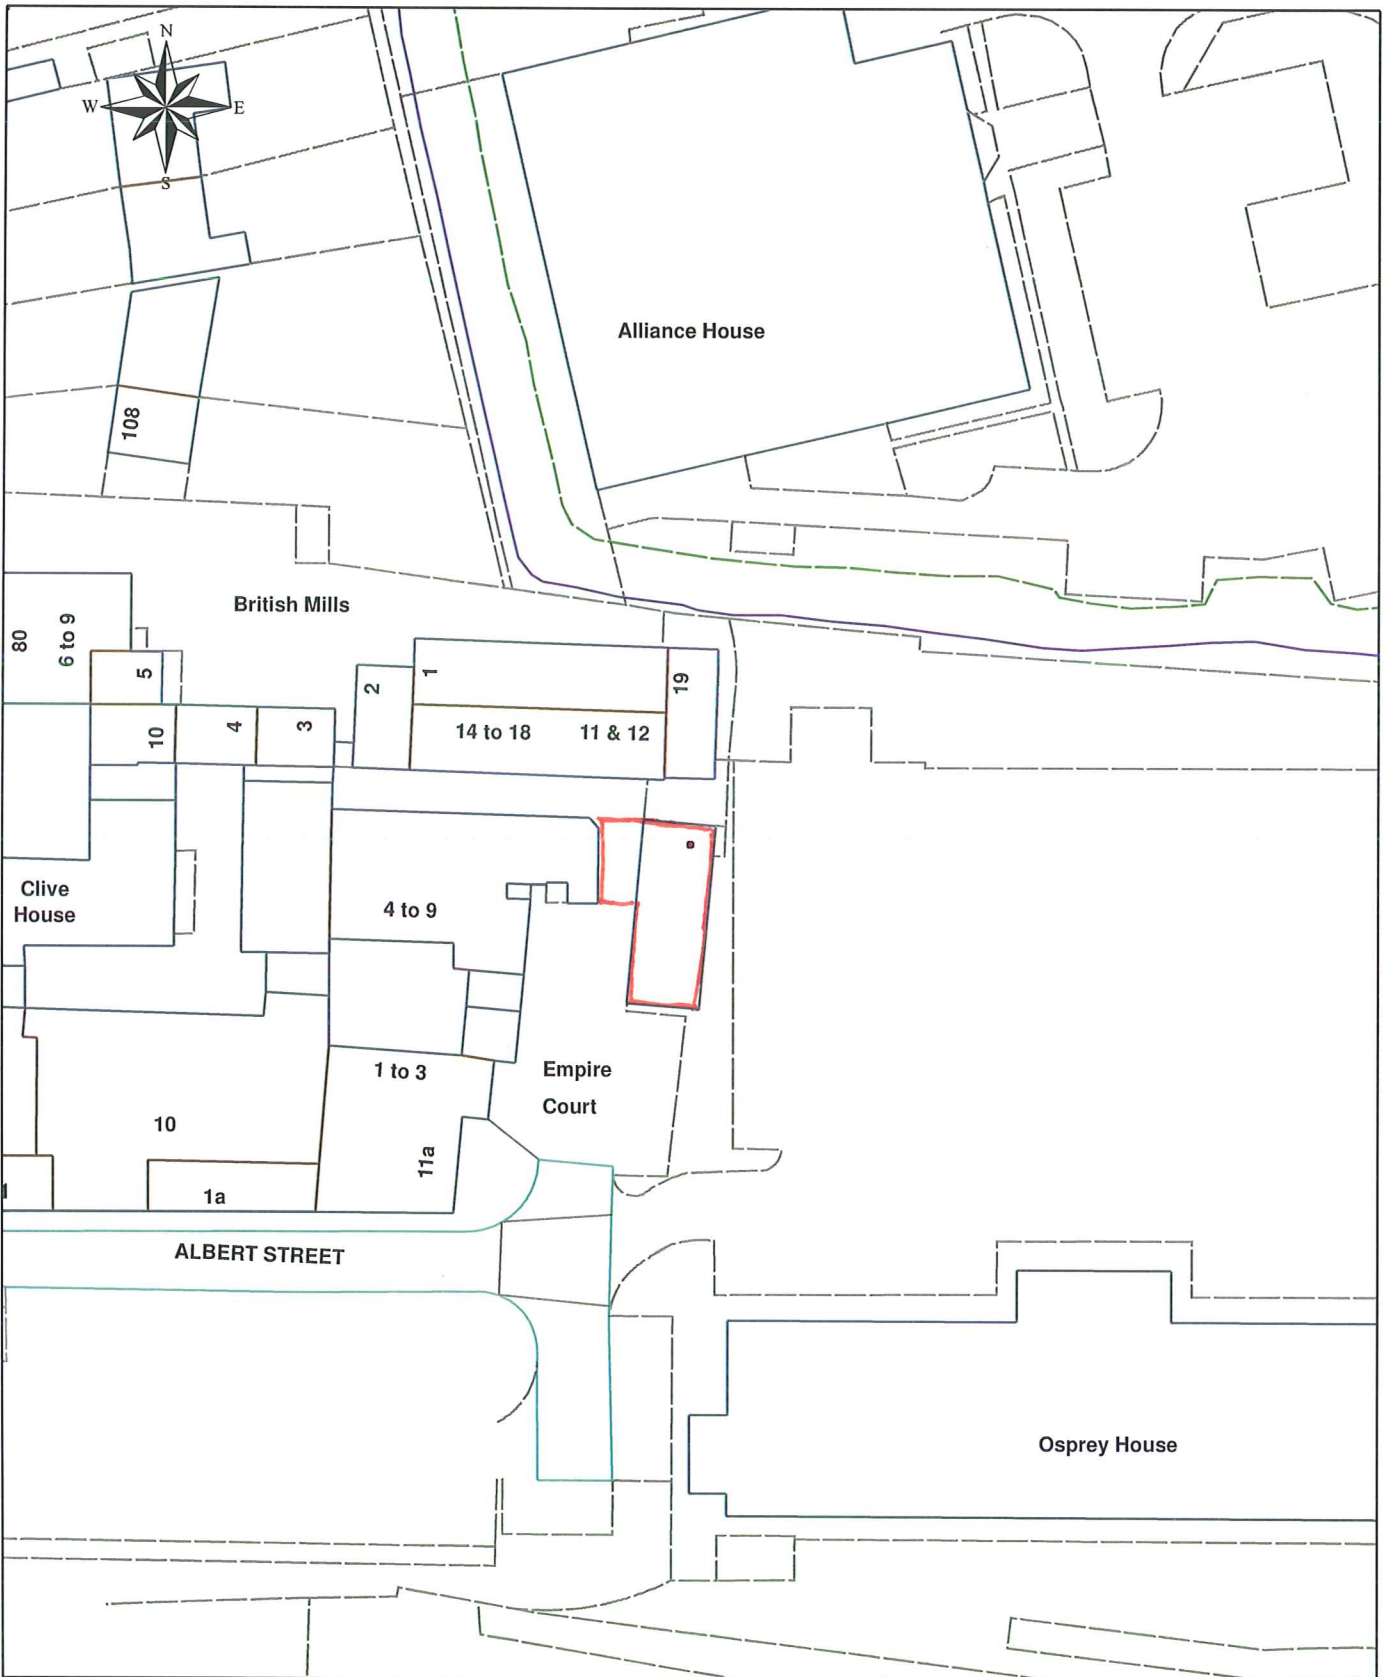 N
W
E
S
Alliance House
108
British Mills
80
6 to 9
5
2
1
19
10
4
3
14 to 18
11 & 12
Clive
House
4 to 9
Empire
Court
1 to 3
10
11a
1a
ALBERT STREET
Osprey House